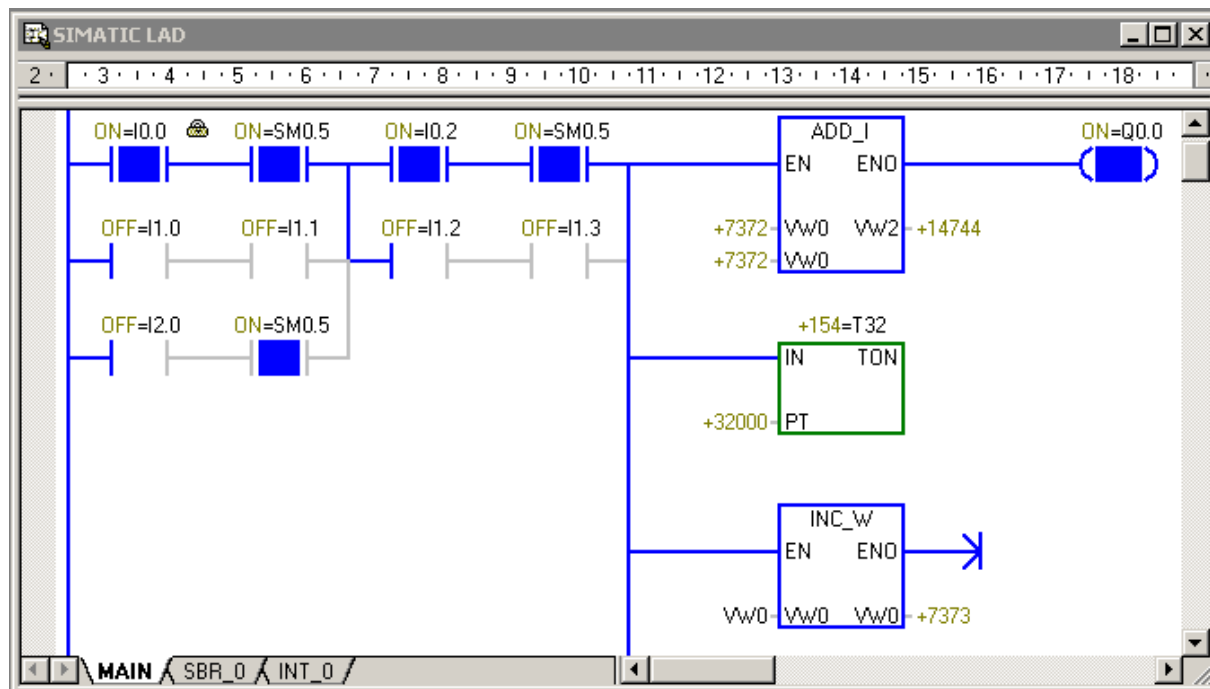 SIMATIC LAD
2 · · 3 · ı · 4 · ı · 5 · ı · 6 · ı · 7 · ı · 8 · ı · 9 · ı · 10 · ı · 11 · ı · 12 · ı · 13 · ı · 14 · ı · 15 · ı · 16 · ı · 17 · ı · 18 · ı ·
ON=I0.0 ON=SM0.5 ON=I0.2 ON=SM0.5 ADD_I ON=Q0.0
EN ENO
OFF=I1.0 OFF=I1.1 OFF=I1.2 OFF=I1.3 +7372 VW0 VW2 +14744
+7372 VW0
OFF=I2.0 ON=SM0.5 +154=T32
IN TON
+32000 PT
INC_W
EN ENO
VW0 VW0 VW0 +7373
MAIN SBR_0 INT_0